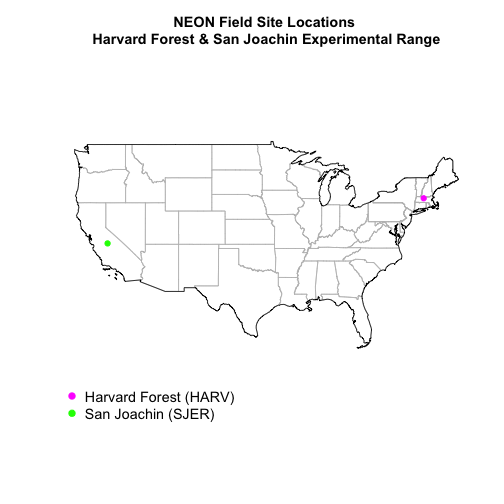 NEON Field Site Locations
Harvard Forest & San Joachin Experimental Range
Harvard Forest (HARV)
San Joachin (SJER)